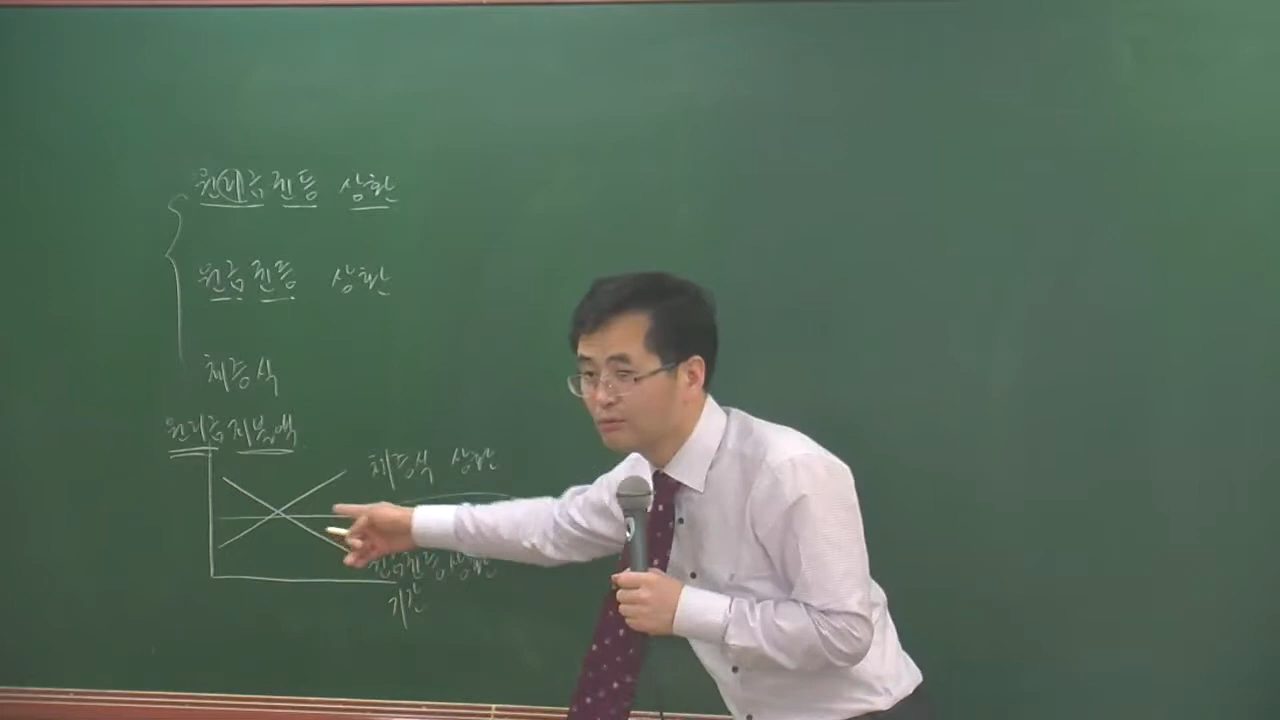 원리금균등 상환
원금균등 상환
체증식
원리금 지불액
체증식 상환
원금균등상환
기간